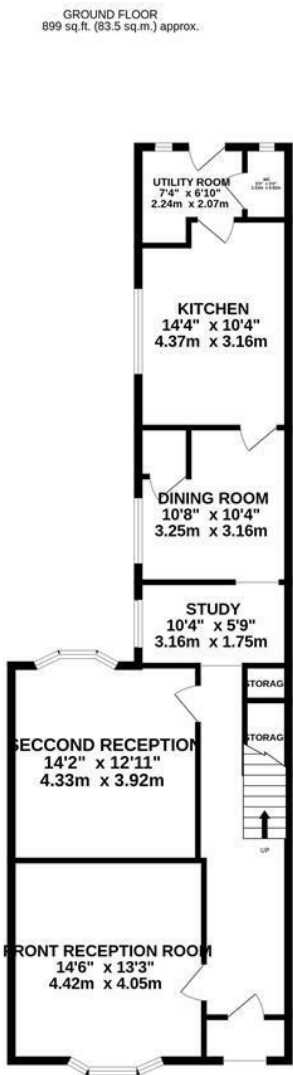 GROUND FLOOR
899 sq.ft. (83.5 sq.m.) approx.
UTILITY ROOM
7'4" x 6'10"
2.24m x 2.07m
WC
KITCHEN
14'4" x 10'4"
4.37m x 3.16m
DINING ROOM
10'8" x 10'4"
3.25m x 3.16m
STUDY
10'4" x 5'9"
3.16m x 1.75m
STORAG
SECCOND RECEPTION
14'2" x 12'11"
4.33m x 3.92m
STORAG
UP
FRONT RECEPTION ROOM
14'6" x 13'3"
4.42m x 4.05m